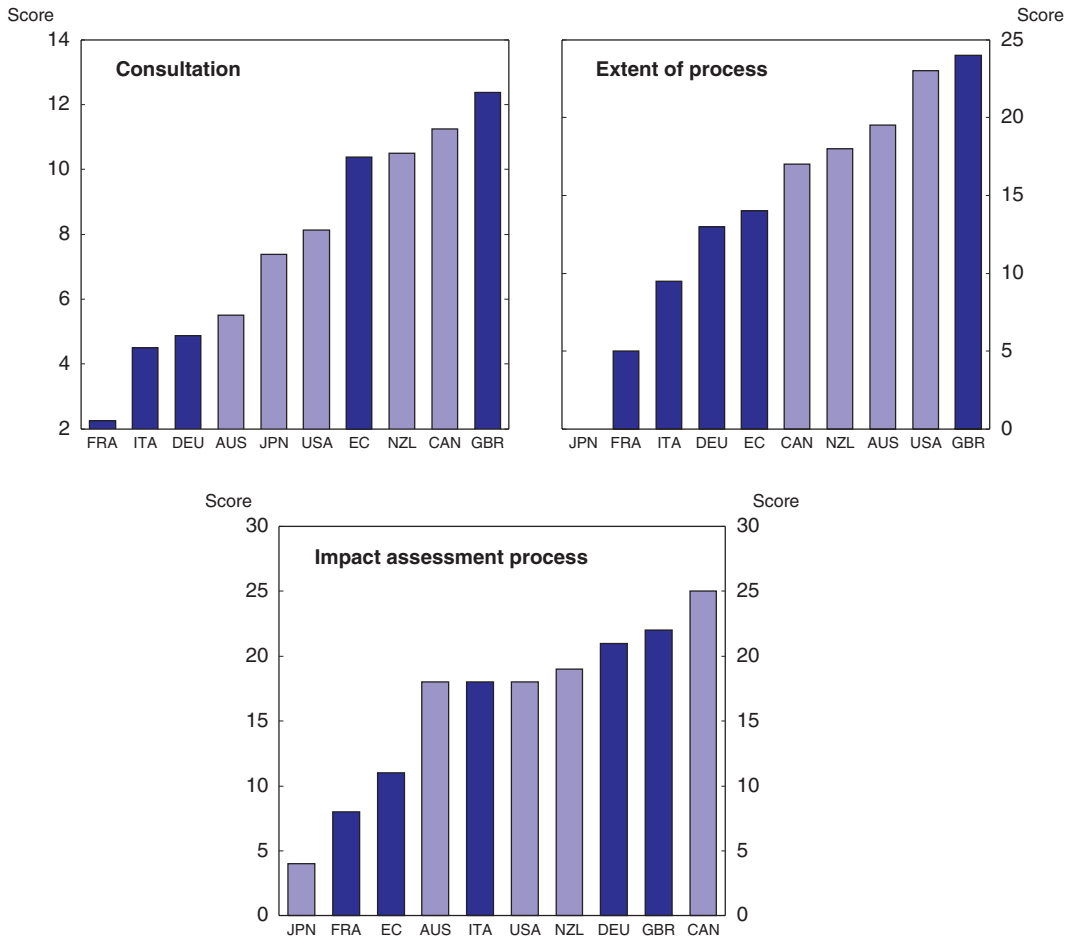 Score
14
12
10
8
6
4
2
Consultation
FRA ITA DEU AUS JPN USA EC NZL CAN GBR
Score
25
20
15
10
5
0
Extent of process
JPN FRA ITA DEU EC CAN NZL AUS USA GBR
Score
30
25
20
15
10
5
0
Impact assessment process
Score
30
25
20
15
10
5
0
JPN FRA EC AUS ITA USA NZL DEU GBR CAN